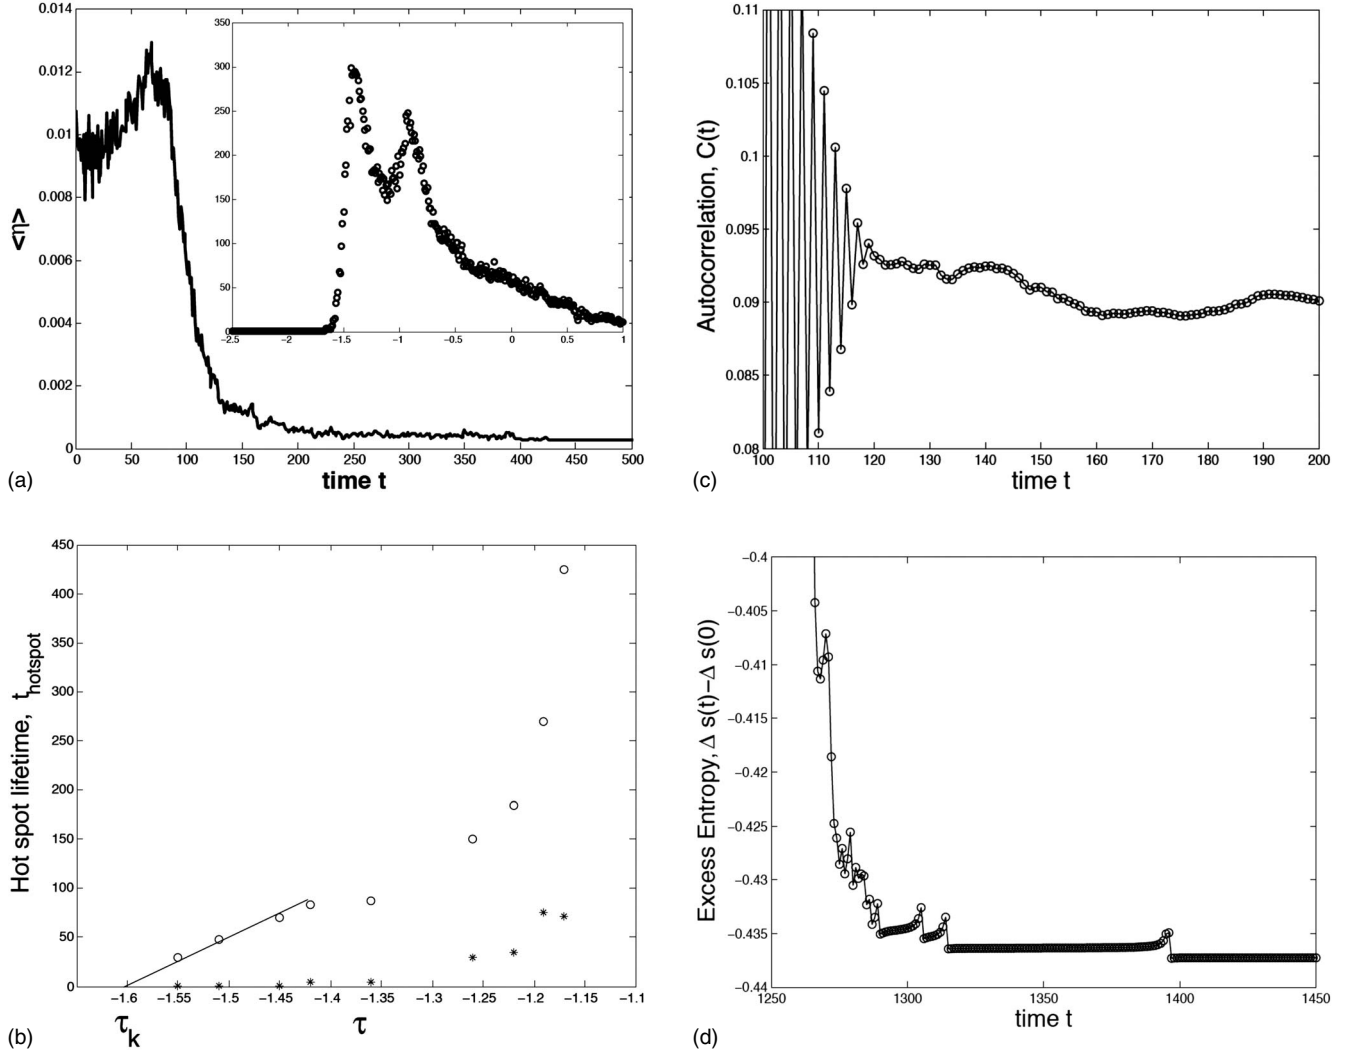 0.014
0.012
0.01
0.008
0.006
0.004
0.002
0
<η>
0 50 100 150 200 250 300 350 400 450 500
time t
350
300
250
200
150
100
50
0
−2.5 −2 −1.5 −1 −0.5 0 0.5 1
(a)
0.11
0.105
0.1
0.095
0.09
0.085
0.08
Autocorrelation, C(t)
100 110 120 130 140 150 160 170 180 190 200
time t
(c)
450
400
350
300
250
200
150
100
50
0
Hot spot lifetime, t_hotspot
−1.6 −1.55 −1.5 −1.45 −1.4 −1.35 −1.3 −1.25 −1.2 −1.15 −1.1
τ_k τ
(b)
−0.4
−0.405
−0.41
−0.415
−0.42
−0.425
−0.43
−0.435
−0.44
Excess Entropy, Δ s(t)−Δ s(0)
1250 1300 1350 1400 1450
time t
(d)